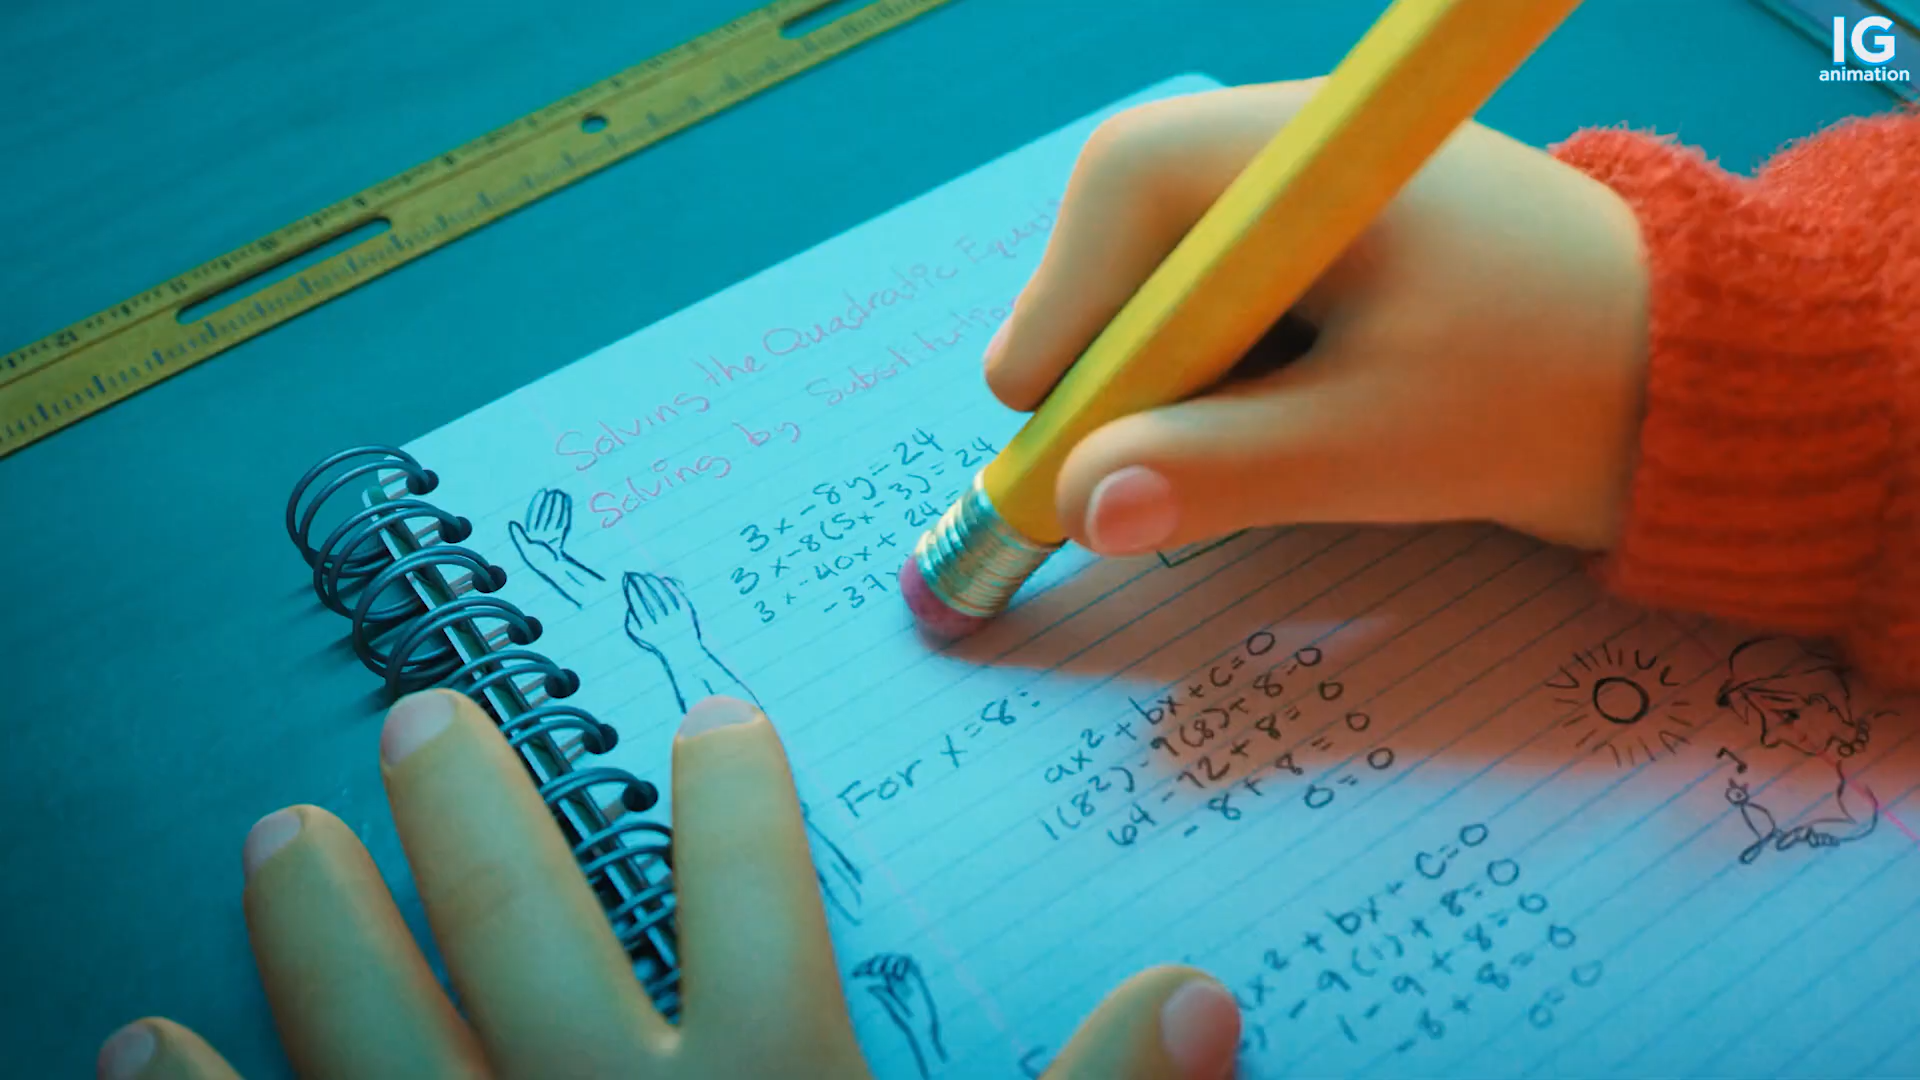 IG
animation
Solving the Quadratic
Solving by Substitution
3x-8y=24
3x-8(5x-3)=24
3x-40x+24=
-37x
For x=8:
ax²+bx+c=0
1(8²)-9(8)+8=0
64-72+8=0
-8+8=0
0=0
x²+bx+c=0
-9(1)+8=0
1-9+8=0
-8+8=0
0=0